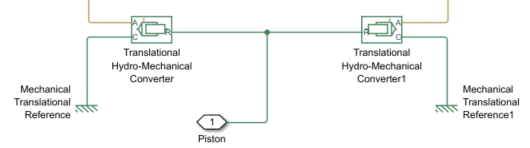 A
C
R
Translational
Hydro-Mechanical
Converter
R
A
C
Translational
Hydro-Mechanical
Converter1
Mechanical
Translational
Reference
Mechanical
Translational
Reference1
1
Piston